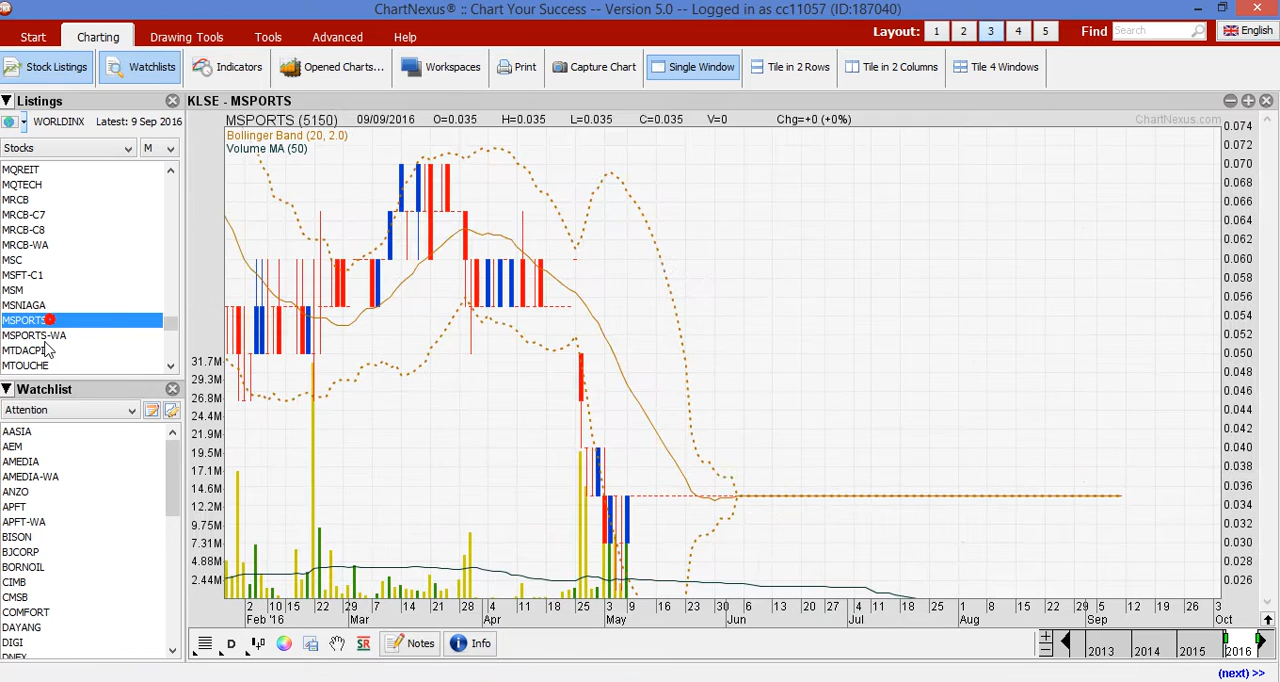 ChartNexus® :: Chart Your Success -- Version 5.0 -- Logged in as cc11057 (ID:187040)
Start Charting Drawing Tools Tools Advanced Help Layout: 1 2 3 4 5 Find Search English
Stock Listings Watchlists Indicators Opened Charts... Workspaces Print Capture Chart Single Window Tile in 2 Rows Tile in 2 Columns Tile 4 Windows
Listings
WORLDINX Latest: 9 Sep 2016
Stocks M
MQREIT
MQTECH
MRCB
MRCB-C7
MRCB-C8
MRCB-WA
MSC
MSFT-C1
MSM
MSNIAGA
MSPORTS
MSPORTS-WA
MTDACPI
MTOUCHE
Watchlist
Attention
AASIA
AEM
AMEDIA
AMEDIA-WA
ANZO
APFT
APFT-WA
BISON
BJCORP
BORNOIL
CIMB
CMSB
COMFORT
DAYANG
DIGI
KLSE - MSPORTS
MSPORTS (5150) 09/09/2016 O=0.035 H=0.035 L=0.035 C=0.035 V=0 Chg=+0 (+0%) ChartNexus.com
Bollinger Band (20, 2.0)
Volume MA (50)
0.074
0.072
0.070
0.068
0.066
0.064
0.062
0.060
0.058
0.056
0.054
0.052
0.050
0.048
0.046
0.044
0.042
0.040
0.038
0.036
0.034
0.032
0.030
0.028
0.026
31.7M
29.3M
26.8M
24.4M
21.9M
19.5M
17.1M
14.6M
12.2M
9.75M
7.31M
4.88M
2.44M
2 10 15 22 29 7 14 21 28 4 11 18 25 3 9 16 23 30 6 13 20 27 4 11 18 25 1 8 15 22 29 5 12 19 26 3
Feb '16 Mar Apr May Jun Jul Aug Sep Oct
D SR Notes Info 2013 2014 2015 2016
(next) >>